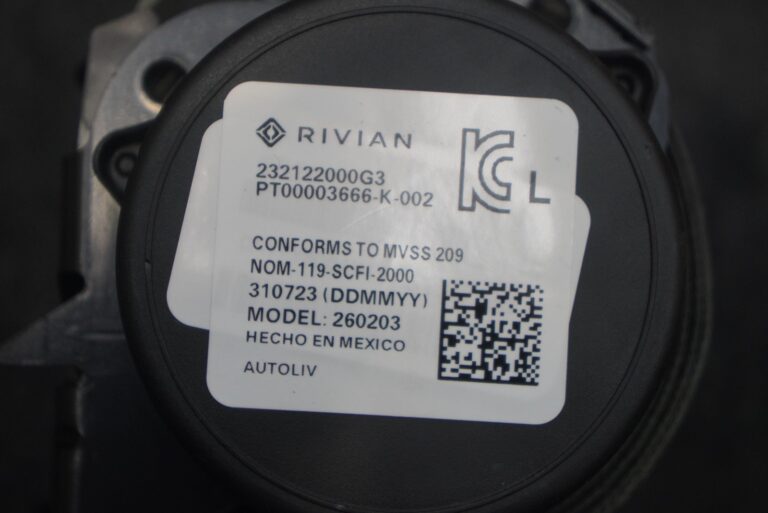 RIVIAN
232122000G3
PT00003666-K-002
KC
L
CONFORMS TO MVSS 209
NOM-119-SCFI-2000
310723 (DDMMYY)
MODEL: 260203
HECHO EN MEXICO
AUTOLIV